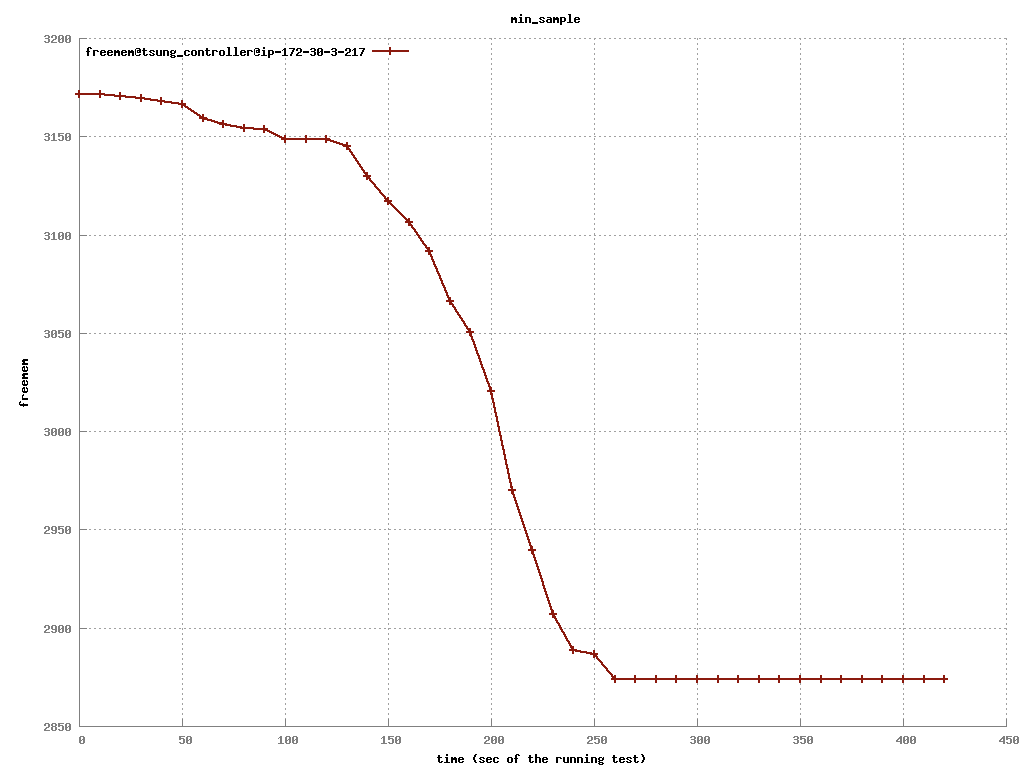 min_sample
freemem@tsung_controller@ip-172-30-3-217
3200
3150
3100
3050
3000
2950
2900
2850
freemem
0 50 100 150 200 250 300 350 400 450
time (sec of the running test)